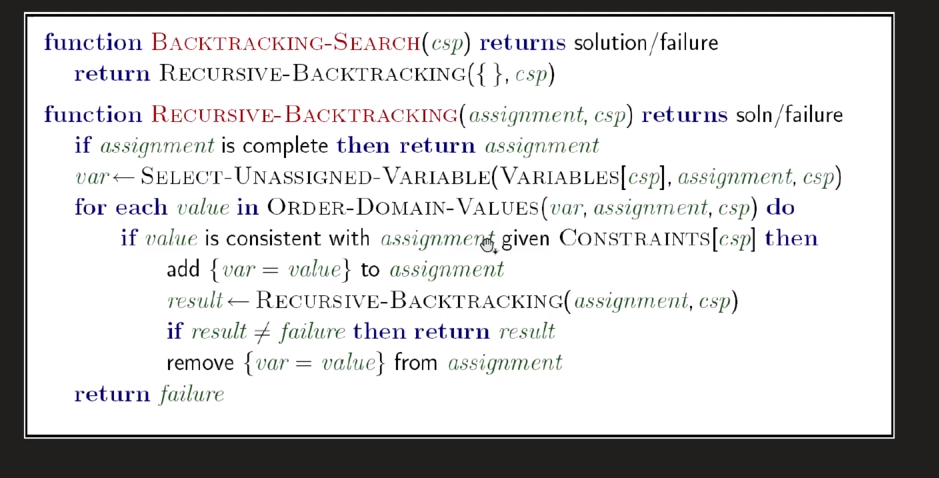 function BACKTRACKING-SEARCH(csp) returns solution/failure
return RECURSIVE-BACKTRACKING({ }, csp)
function RECURSIVE-BACKTRACKING(assignment, csp) returns soln/failure
if assignment is complete then return assignment
var ← SELECT-UNASSIGNED-VARIABLE(VARIABLES[csp], assignment, csp)
for each value in ORDER-DOMAIN-VALUES(var, assignment, csp) do
if value is consistent with assignment given CONSTRAINTS[csp] then
add {var = value} to assignment
result ← RECURSIVE-BACKTRACKING(assignment, csp)
if result ≠ failure then return result
remove {var = value} from assignment
return failure